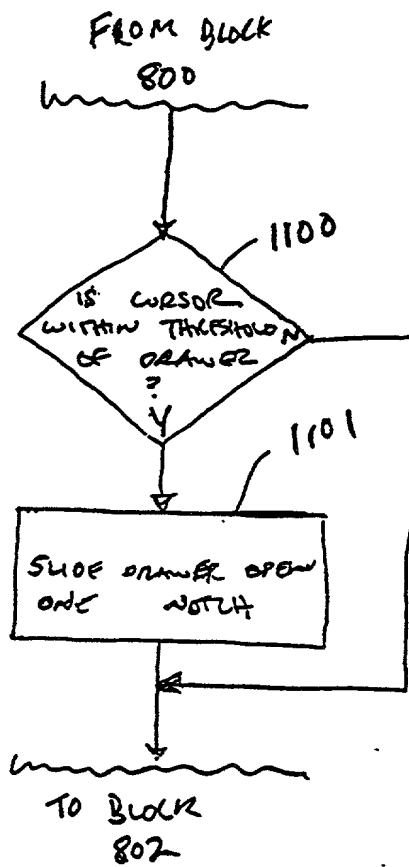 FROM BLOCK
800
1100
IS CURSOR
WITHIN THRESHOLD N
OF DRAWER
?
Y
1101
SLIDE DRAWER OPEN
ONE NOTCH
TO BLOCK
802